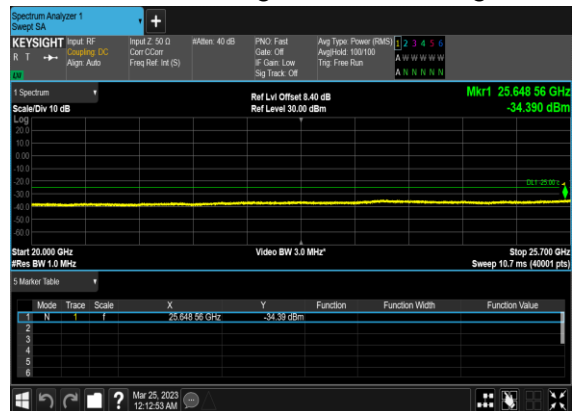 Spectrum Analyzer 1
Swept SA
+
KEYSIGHT Input: RF Input Z: 50 Ω #Atten: 40 dB PNO: Fast Avg Type: Power (RMS) 1 2 3 4 5 6
R T Coupling: DC Corr CCorr Gate: Off Avg|Hold: 100/100 A W W W W W
Align: Auto Freq Ref: Int (S) IF Gain: Low Trig: Free Run
Sig Track: Off A N N N N N
1 Spectrum Ref Lvl Offset 8.40 dB Mkr1 25.648 56 GHz
Scale/Div 10 dB Ref Level 30.00 dBm -34.390 dBm
Log
20.0
10.0
0.00
-10.0
-20.0 DL1 -25.00
-30.0
-40.0
-50.0
-60.0
Start 20.000 GHz Video BW 3.0 MHz* Stop 25.700 GHz
#Res BW 1.0 MHz Sweep 10.7 ms (40001 pts)
5 Marker Table
Mode Trace Scale X Y Function Function Width Function Value
1 N 1 f 25.648 56 GHz -34.39 dBm
2
3
4
5
6
? Mar 25, 2023
12:12:53 AM